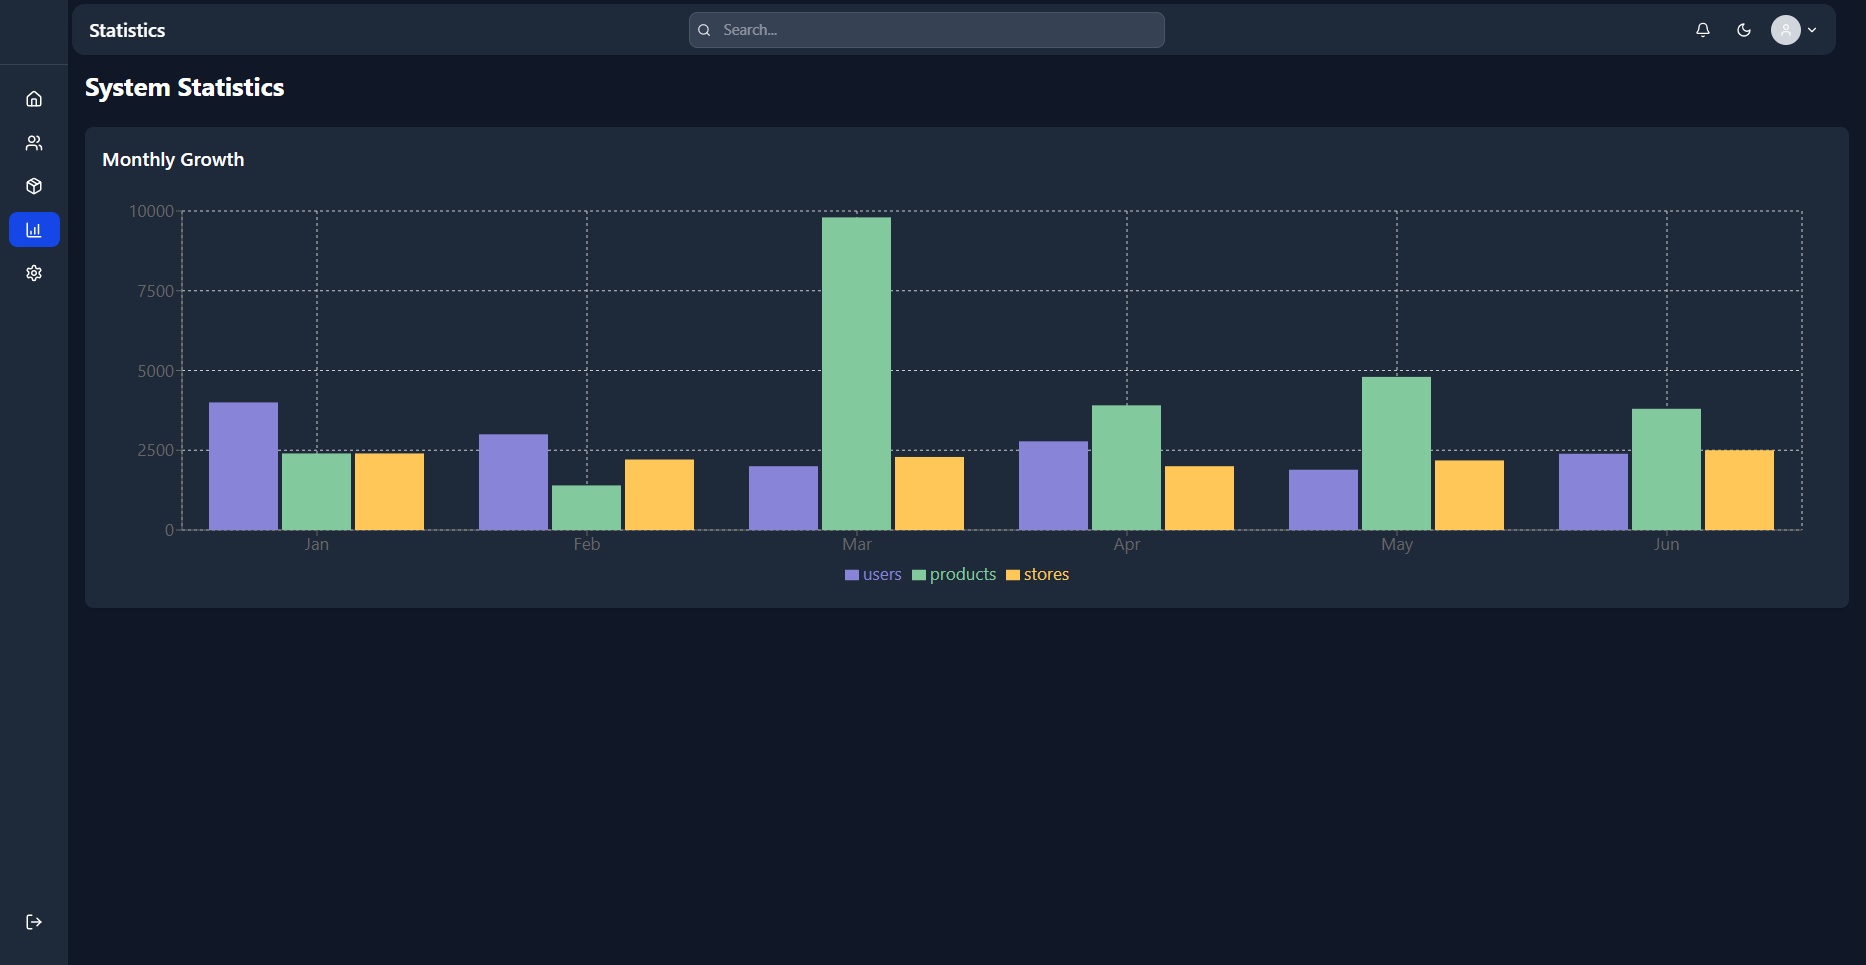 Statistics
Search...
System Statistics
Monthly Growth
10000
7500
5000
2500
0
Jan Feb Mar Apr May Jun
users products stores